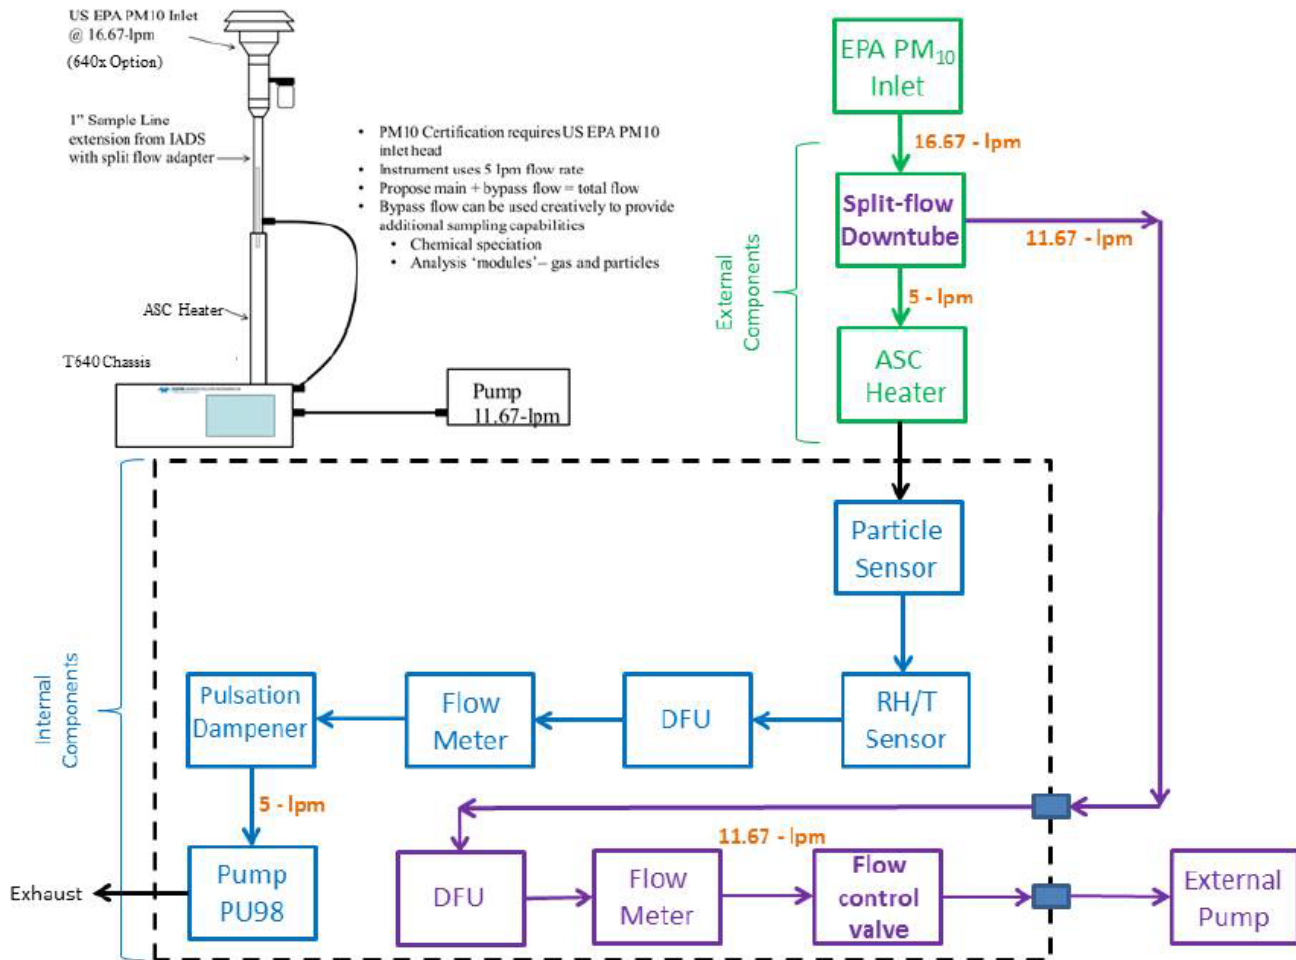 US EPA PM10 Inlet
@ 16.67-lpm
(640x Option)
1" Sample Line
extension from IADS
with split flow adapter
• PM10 Certification requires US EPA PM10
inlet head
• Instrument uses 5 lpm flow rate
• Propose main + bypass flow = total flow
• Bypass flow can be used creatively to provide
additional sampling capabilities
• Chemical speciation
• Analysis 'modules' – gas and particles
ASC Heater
T640 Chassis
Pump
11.67-lpm
EPA PM10
Inlet
16.67 - lpm
Split-flow
Downtube
11.67 - lpm
5 - lpm
External
Components
ASC
Heater
Particle
Sensor
Internal
Components
Pulsation
Dampener
Flow
Meter
DFU
RH/T
Sensor
5 - lpm
11.67 - lpm
Exhaust
Pump
PU98
DFU
Flow
Meter
Flow
control
valve
External
Pump